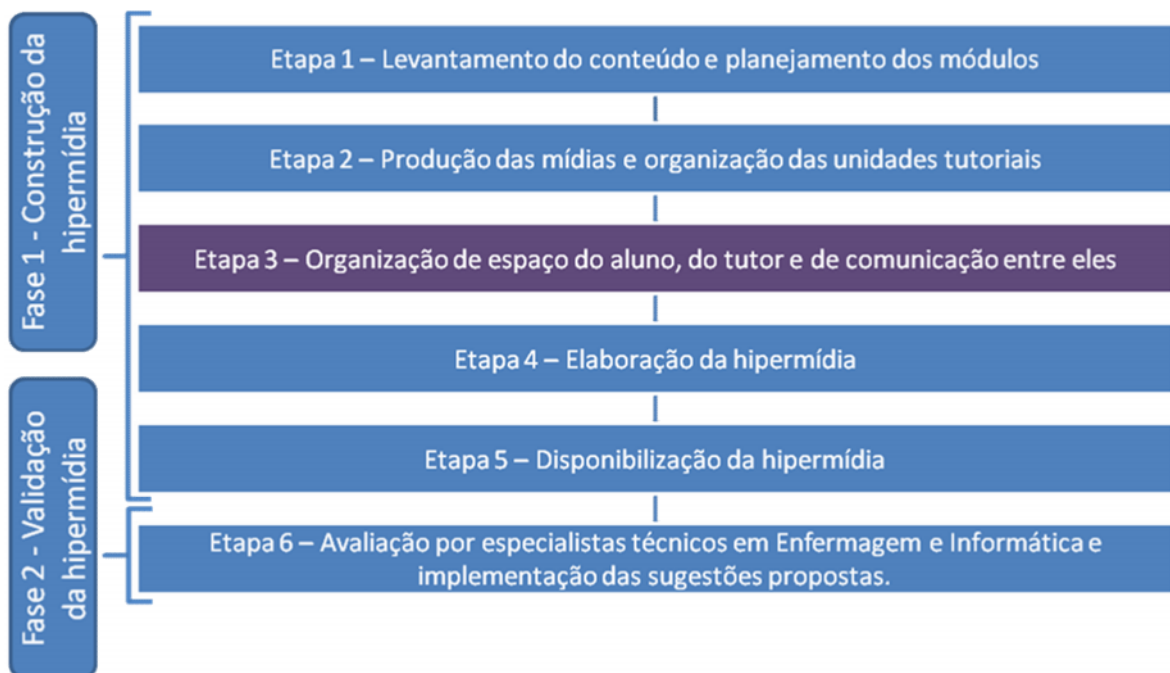 Fase 1 - Construção da
hipermídia
Etapa 1 – Levantamento do conteúdo e planejamento dos módulos
Etapa 2 – Produção das mídias e organização das unidades tutoriais
Etapa 3 – Organização de espaço do aluno, do tutor e de comunicação entre eles
Etapa 4 – Elaboração da hipermídia
Etapa 5 – Disponibilização da hipermídia
Fase 2 - Validação
da hipermídia
Etapa 6 – Avaliação por especialistas técnicos em Enfermagem e Informática e
implementação das sugestões propostas.